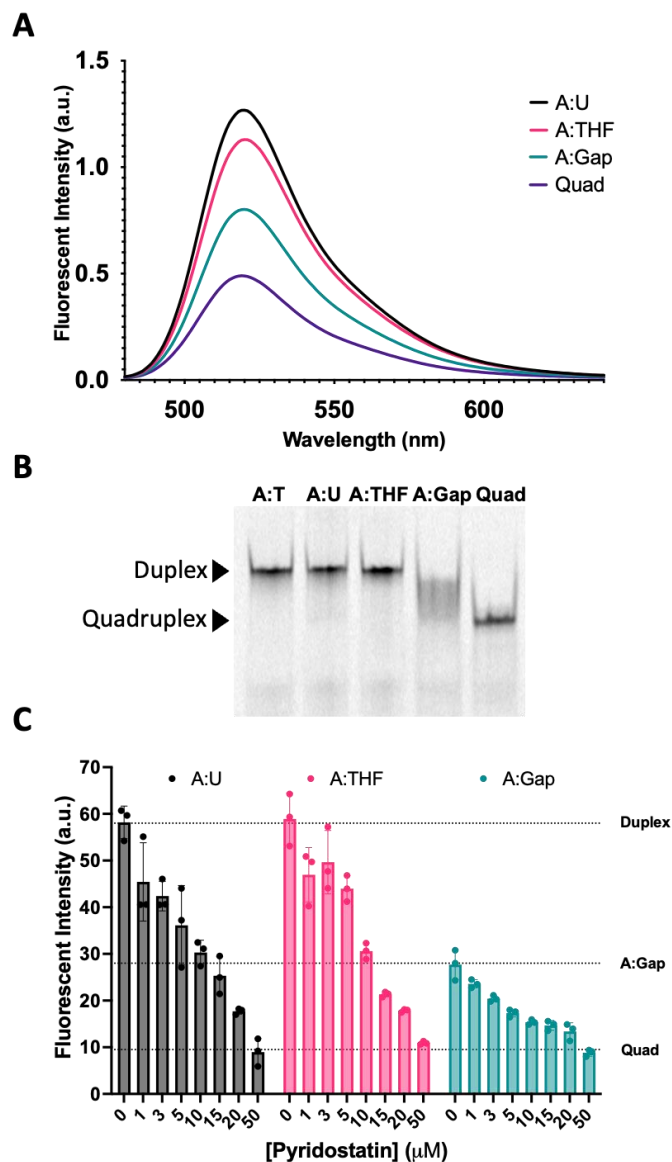 A
1.5
1.0
0.5
0.0
Fluorescent Intensity (a.u.)
A:U
A:THF
A:Gap
Quad
500 550 600
Wavelength (nm)
B
A:T A:U A:THF A:Gap Quad
Duplex
Quadruplex
C
70
60
50
40
30
20
10
0
Fluorescent Intensity (a.u.)
A:U A:THF A:Gap
Duplex
A:Gap
Quad
0 1 3 5 10 15 20 50 0 1 3 5 10 15 20 50 0 1 3 5 10 15 20 50
[Pyridostatin] (μM)